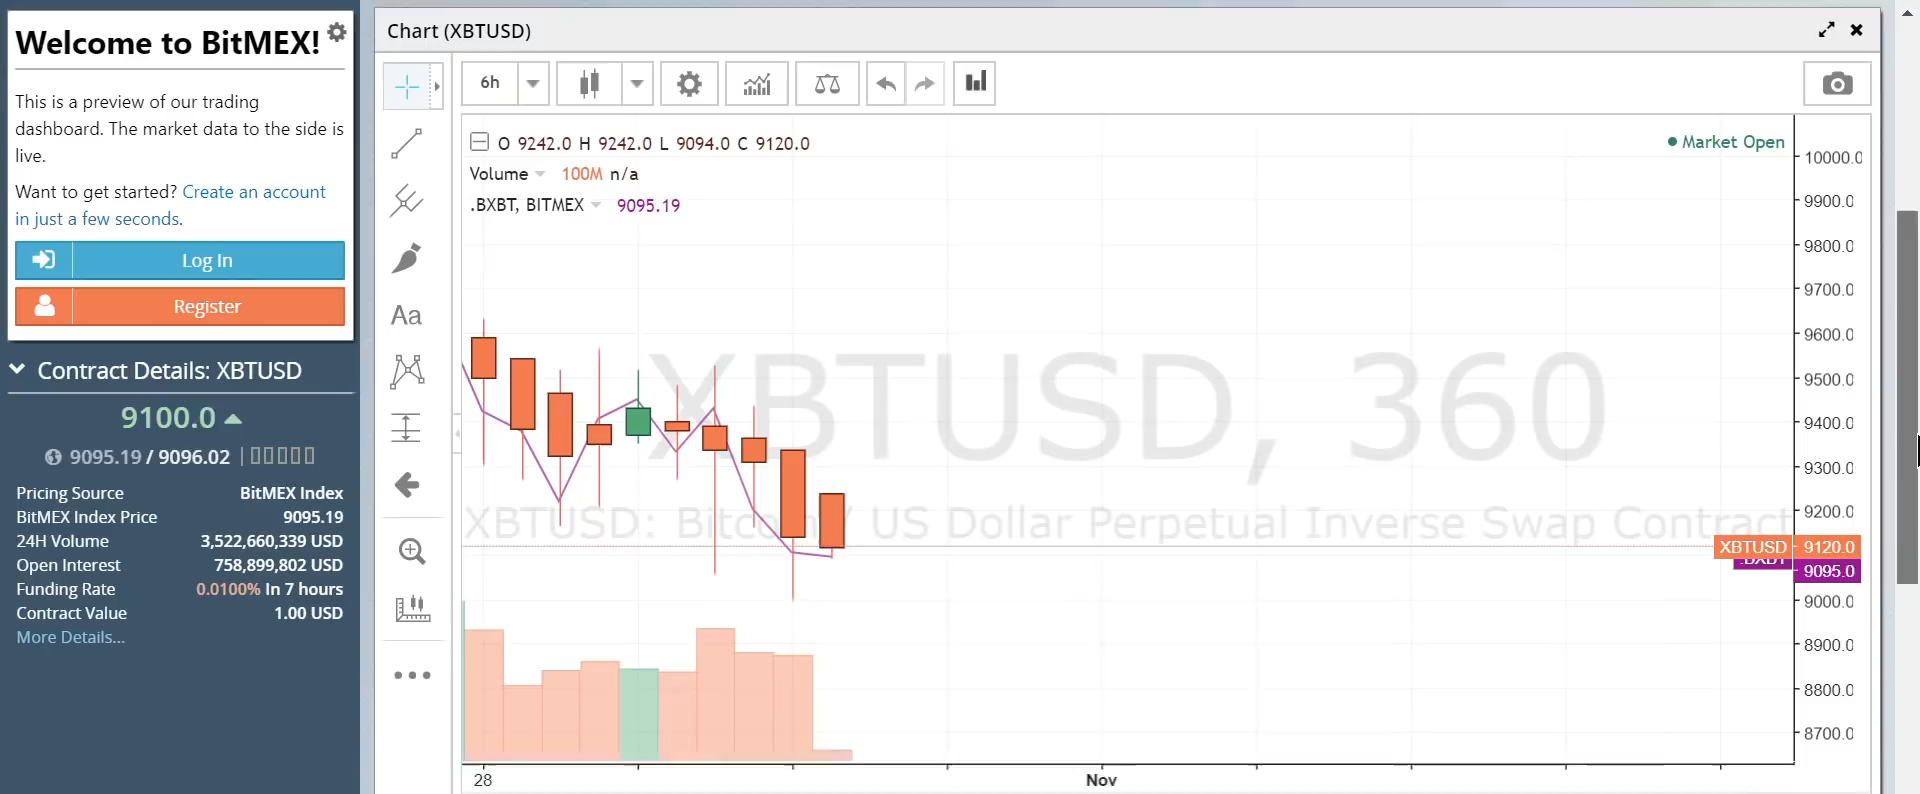 Welcome to BitMEX!
This is a preview of our trading
dashboard. The market data to the side is
live.
Want to get started? Create an account
in just a few seconds.
Log In
Register
Contract Details: XBTUSD
9100.0
9095.19 / 9096.02
Pricing Source BitMEX Index
BitMEX Index Price 9095.19
24H Volume 3,522,660,339 USD
Open Interest 758,899,802 USD
Funding Rate 0.0100% In 7 hours
Contract Value 1.00 USD
More Details...
Chart (XBTUSD)
6h
O 9242.0 H 9242.0 L 9094.0 C 9120.0
Market Open
Volume 100M n/a
.BXBT, BITMEX 9095.19
Aa
XBTUSD, 360
XBTUSD: Bitcoin / US Dollar Perpetual Inverse Swap Contract
10000.0
9900.0
9800.0
9700.0
9600.0
9500.0
9400.0
9300.0
9200.0
XBTUSD 9120.0
.BXBT 9095.0
9000.0
8900.0
8800.0
8700.0
28 Nov